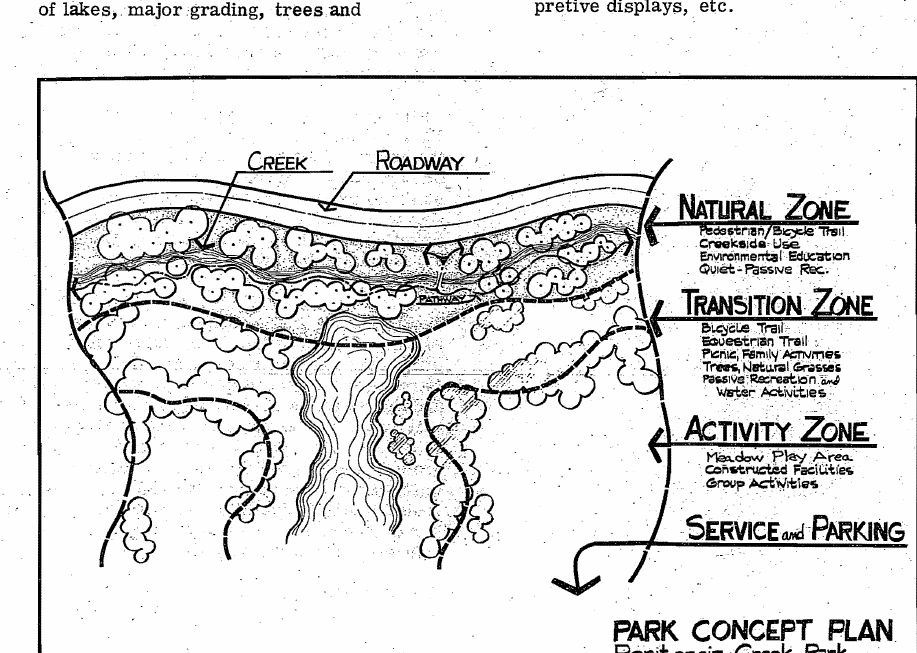 of lakes, major grading, trees and
pretive displays, etc.
CREEK
ROADWAY
NATURAL ZONE
Pedestrian/Bicycle Trail
Creekside Use
Environmental Education
Quiet-Passive Rec.
PATHWAY
TRANSITION ZONE
Bicycle Trail
Equestrian Trail
Picnic, Family Activities
Trees, Natural Grasses
Passive Recreation and
Water Activities
ACTIVITY ZONE
Meadow Play Area
Constructed Facilities
Group Activities
SERVICE and PARKING
PARK CONCEPT PLAN
Creek Park